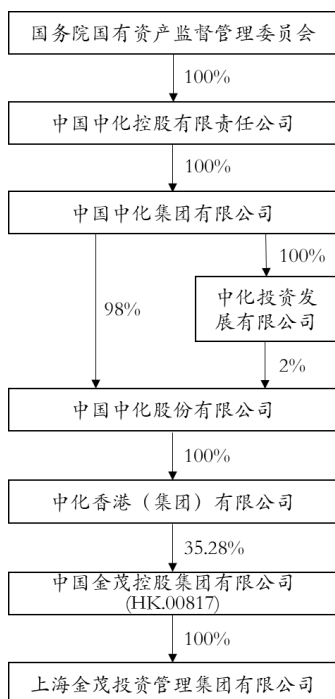 国务院国有资产监督管理委员会
100%
中国中化控股有限责任公司
100%
中国中化集团有限公司
100%
中化投资发
展有限公司
98%
2%
中国中化股份有限公司
100%
中化香港（集团）有限公司
35.28%
中国金茂控股集团有限公司
(HK.00817)
100%
上海金茂投资管理集团有限公司